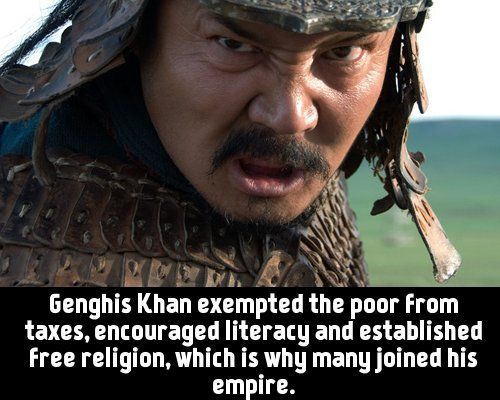 Genghis Khan exempted the poor from
taxes, encouraged literacy and established
free religion, which is why many joined his
empire.